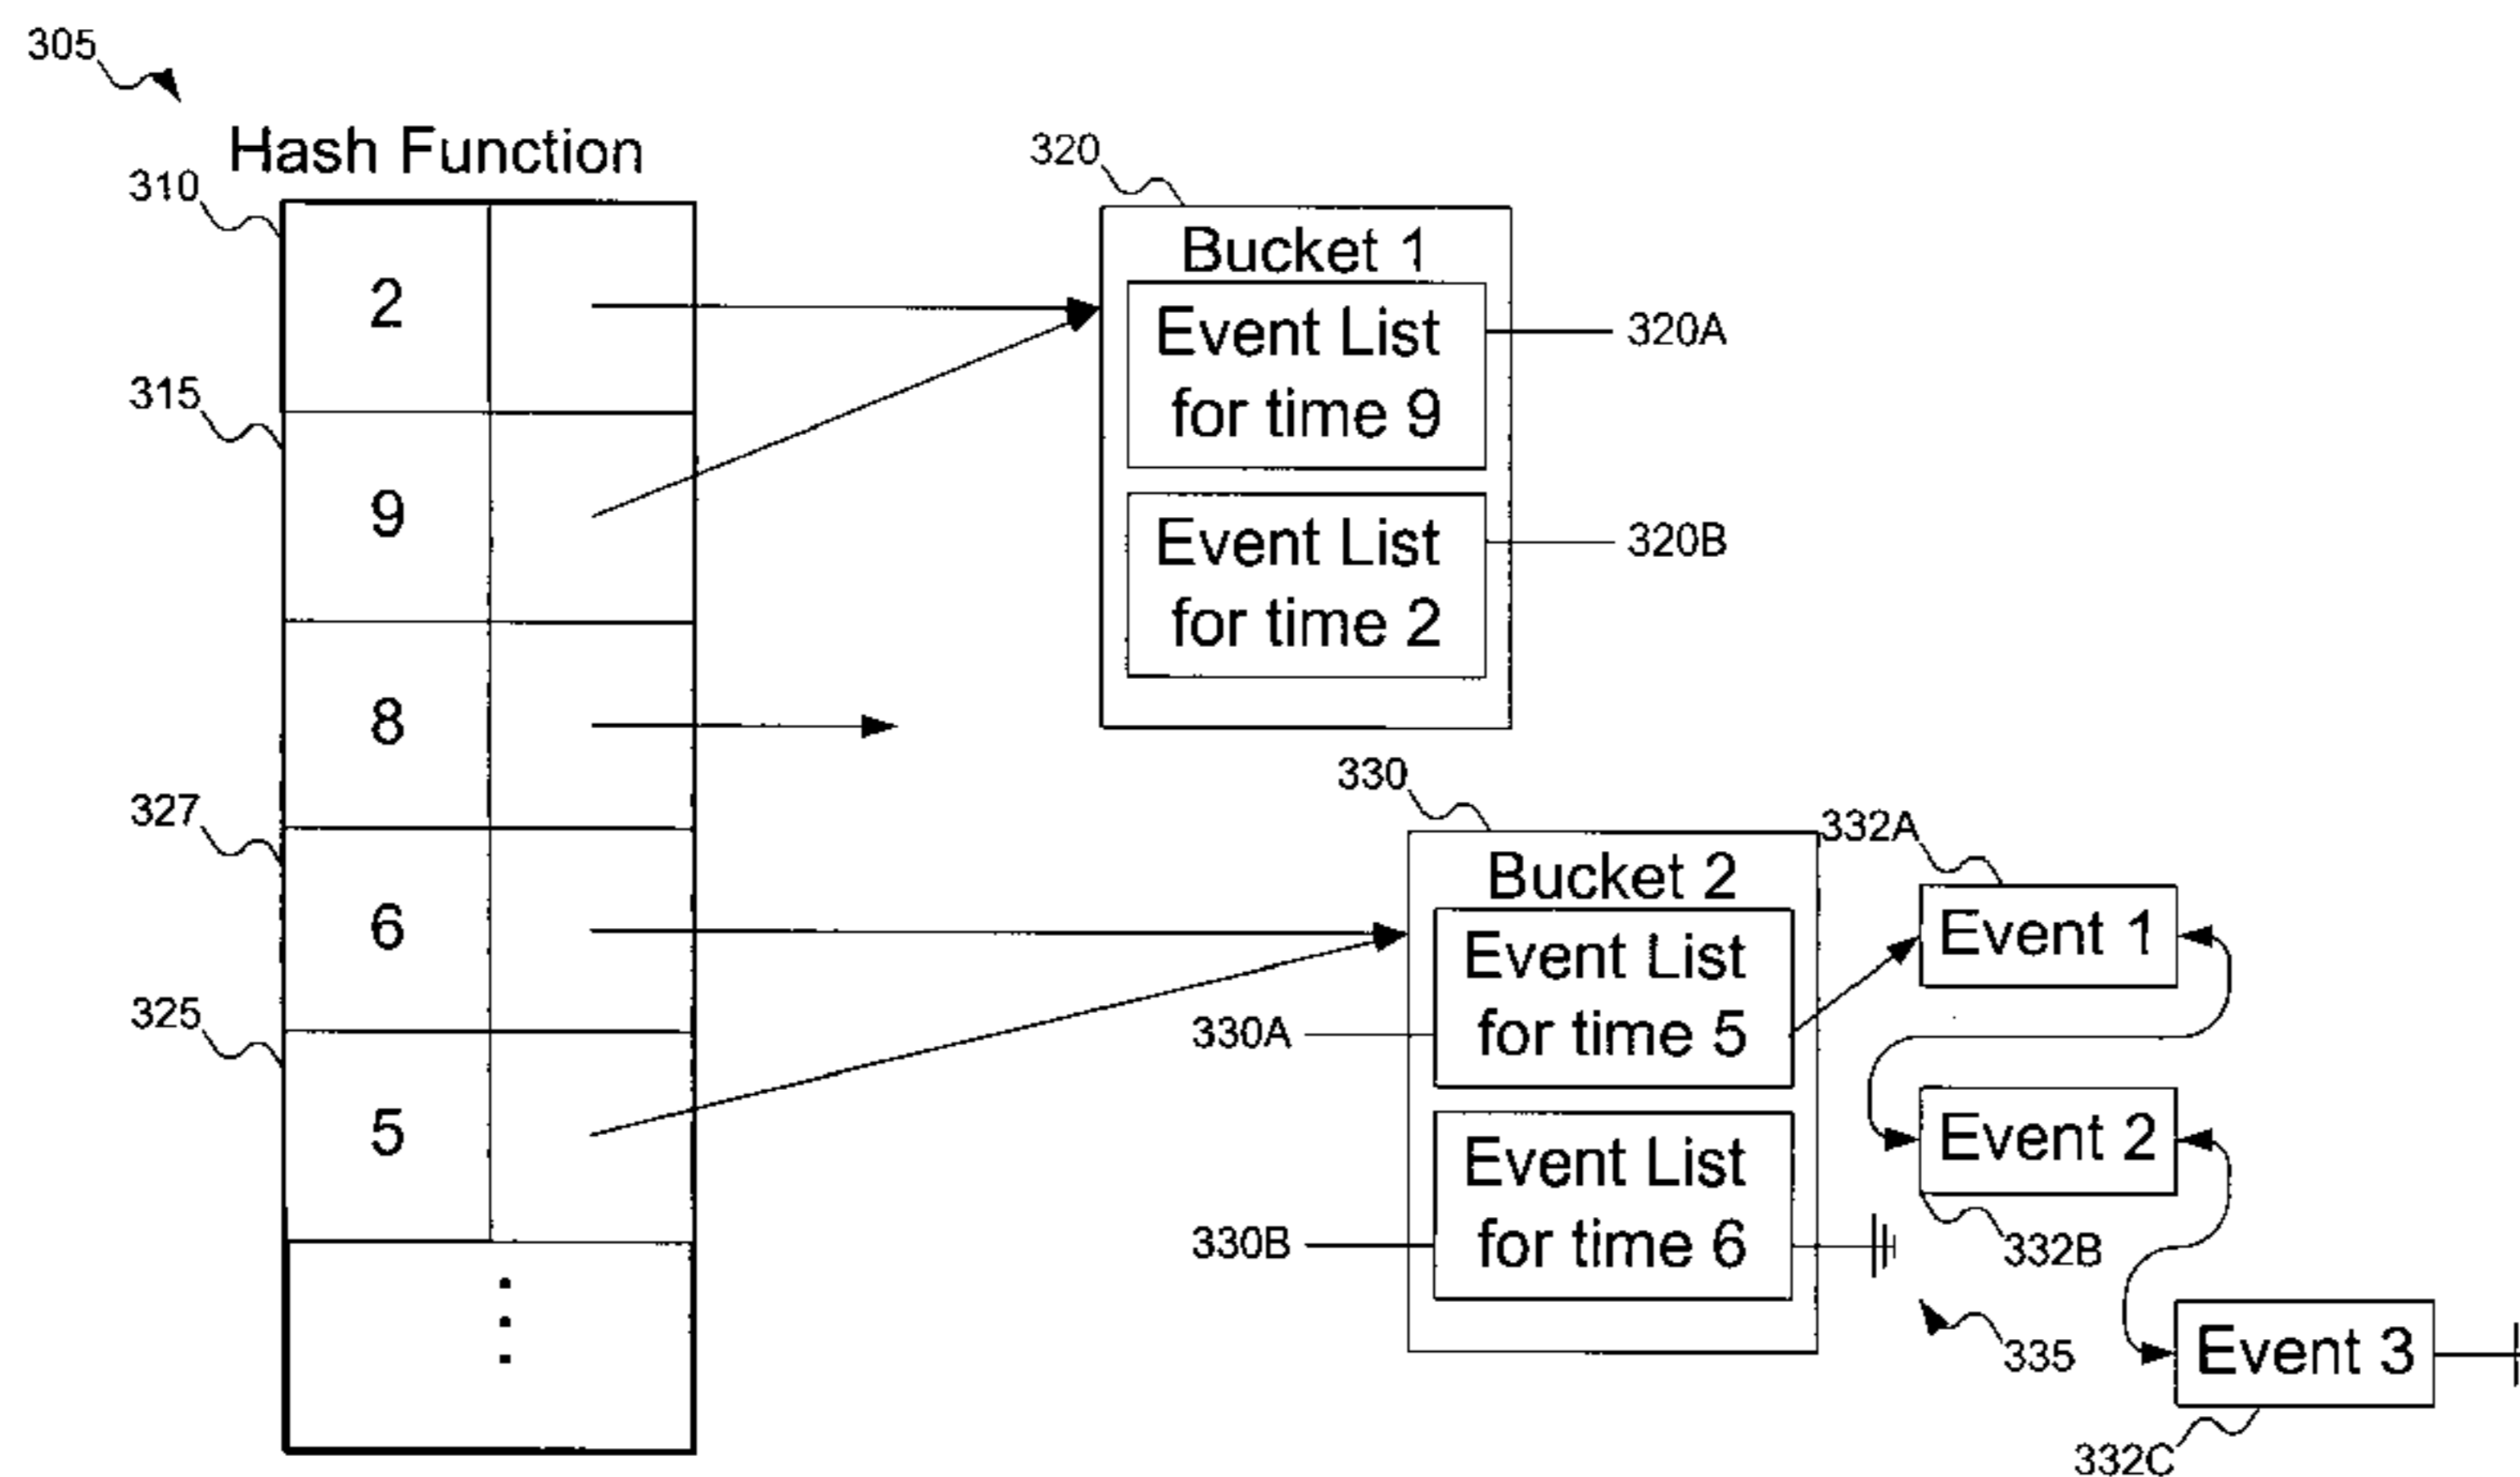 305
Hash Function
310
2
315
9
8
327
6
325
5
320
Bucket 1
Event List
for time 9
320A
Event List
for time 2
320B
330
Bucket 2
Event List
for time 5
330A
Event List
for time 6
330B
332A
Event 1
Event 2
332B
335
Event 3
332C